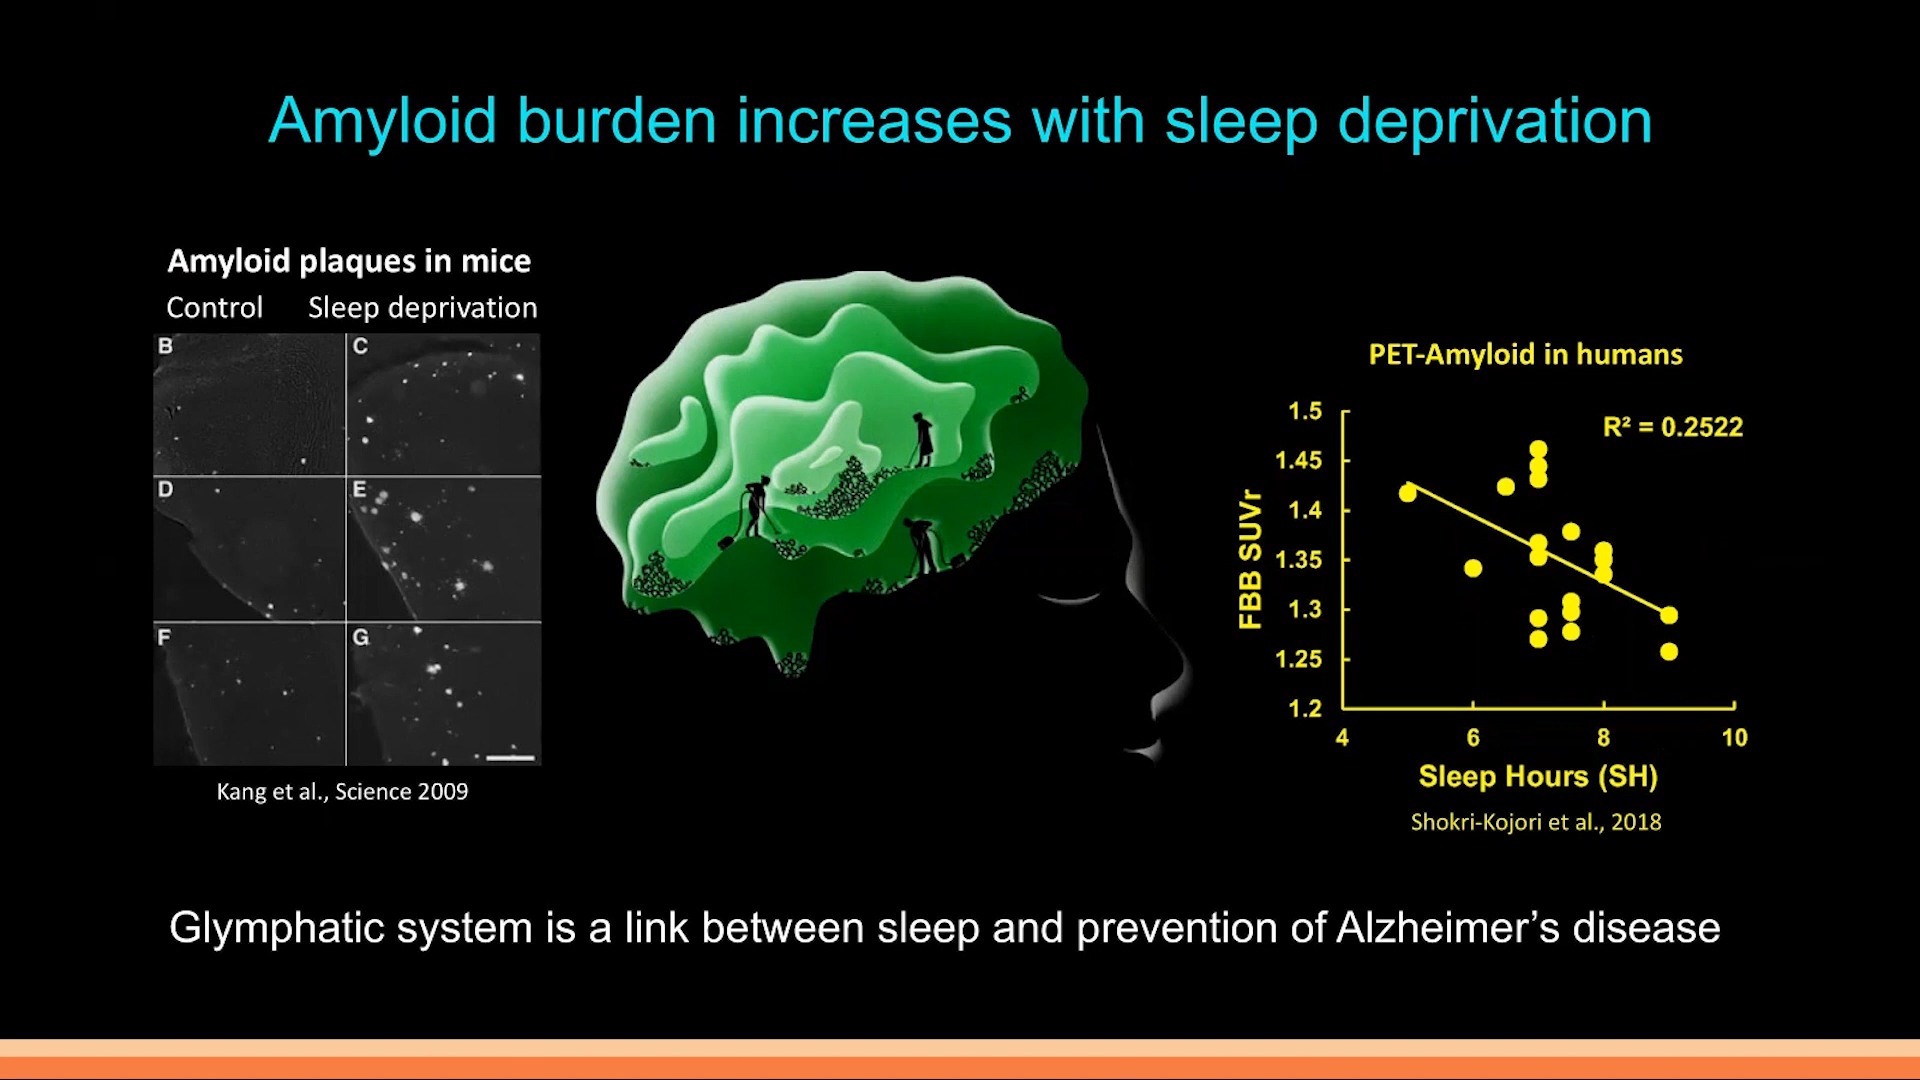 Amyloid burden increases with sleep deprivation
Amyloid plaques in mice
Control Sleep deprivation
B C
D E
F G
Kang et al., Science 2009
PET-Amyloid in humans
R² = 0.2522
1.5
1.45
1.4
1.35
1.3
1.25
1.2
FBB SUVr
4 6 8 10
Sleep Hours (SH)
Shokri-Kojori et al., 2018
Glymphatic system is a link between sleep and prevention of Alzheimer’s disease